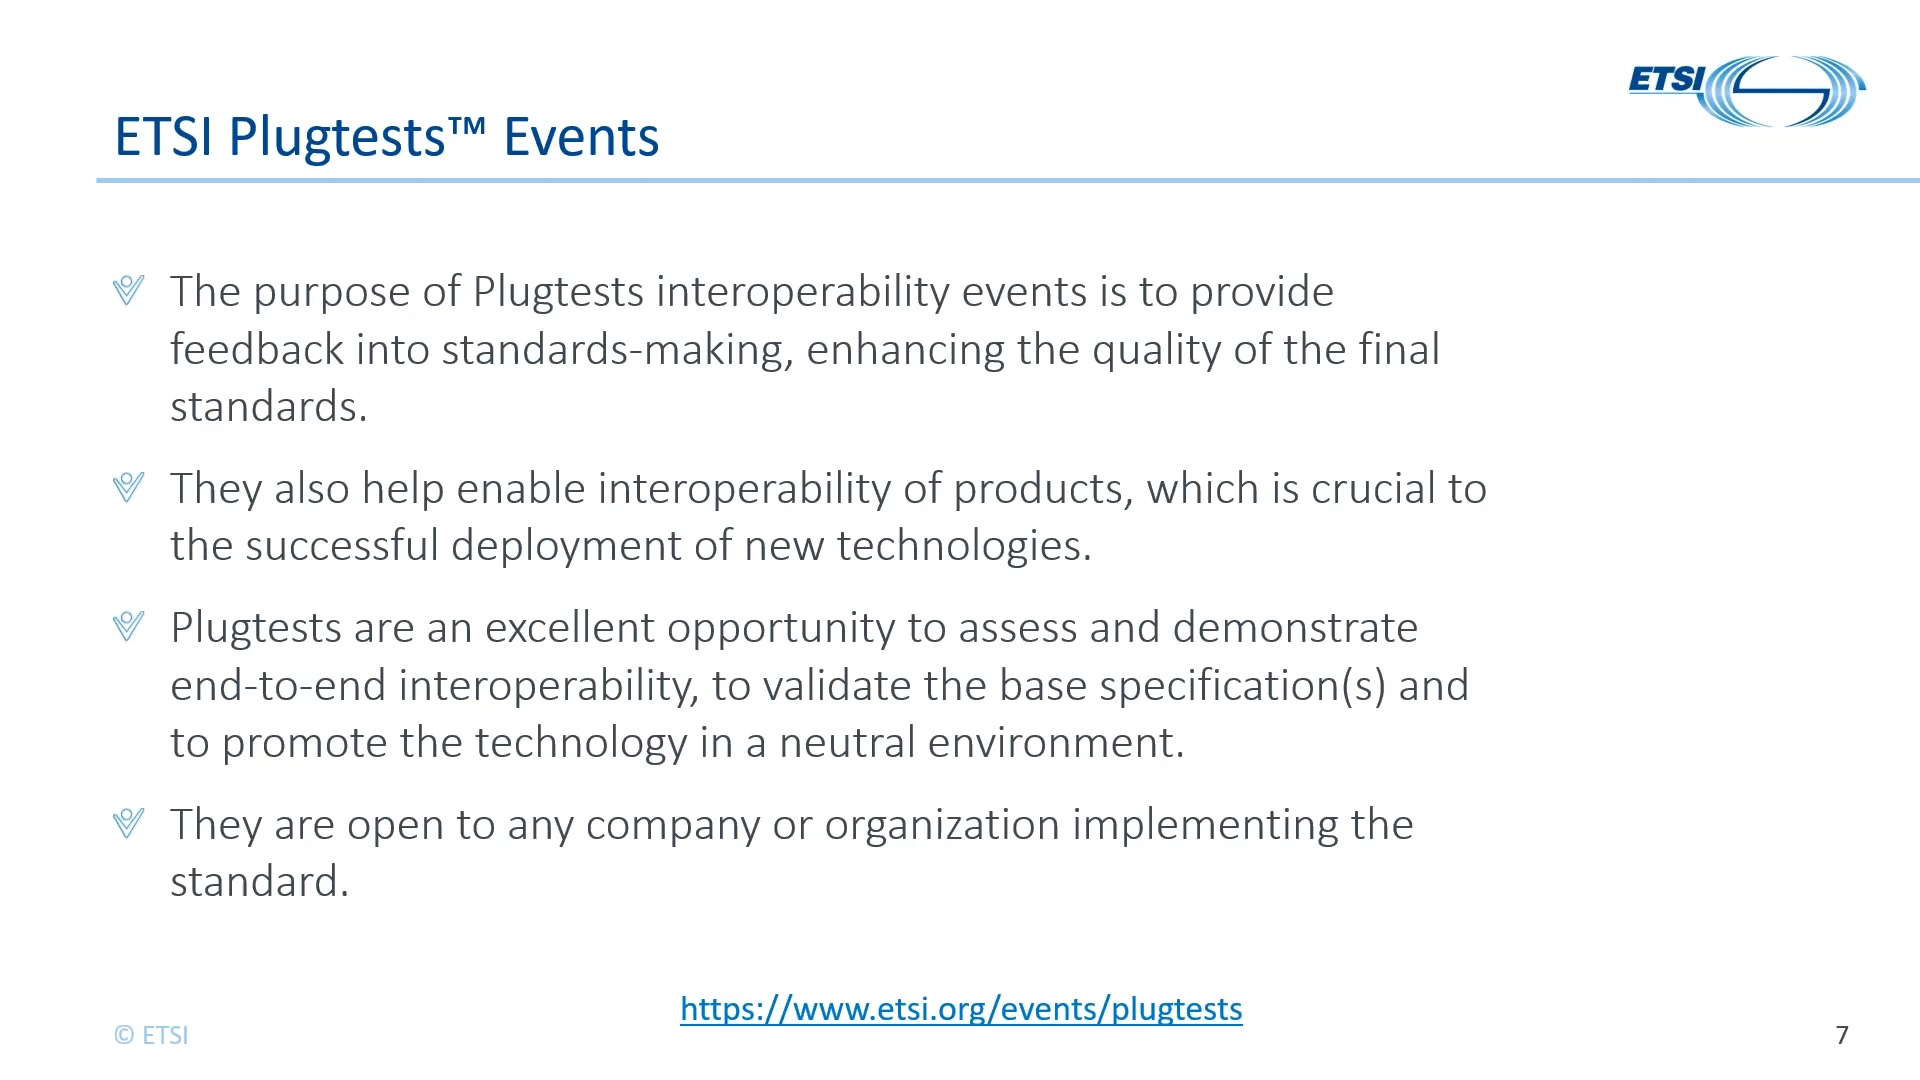 ETSI
ETSI Plugtests™ Events
The purpose of Plugtests interoperability events is to provide
feedback into standards-making, enhancing the quality of the final
standards.
They also help enable interoperability of products, which is crucial to
the successful deployment of new technologies.
Plugtests are an excellent opportunity to assess and demonstrate
end-to-end interoperability, to validate the base specification(s) and
to promote the technology in a neutral environment.
They are open to any company or organization implementing the
standard.
https://www.etsi.org/events/plugtests
© ETSI
7